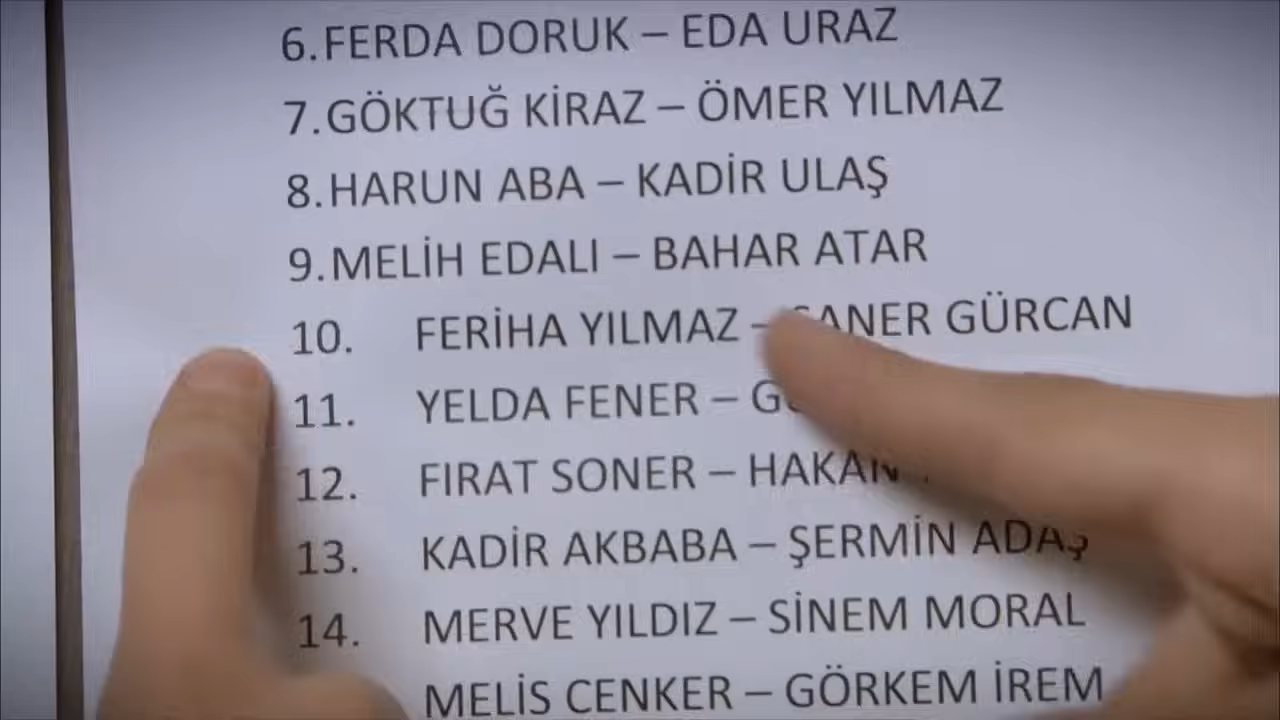 6.FERDA DORUK – EDA URAZ
7.GÖKTUĞ KİRAZ – ÖMER YILMAZ
8.HARUN ABA – KADİR ULAŞ
9.MELİH EDALI – BAHAR ATAR
10. FERİHA YILMAZ – GÜRCAN
11. YELDA FENER –
12. FIRAT SONER – HAKAN
13. KADİR AKBABA – ŞERMİN ADAŞ
14. MERVE YILDIZ – SİNEM MORAL
MELİS CENKER – GÖRKEM İREM